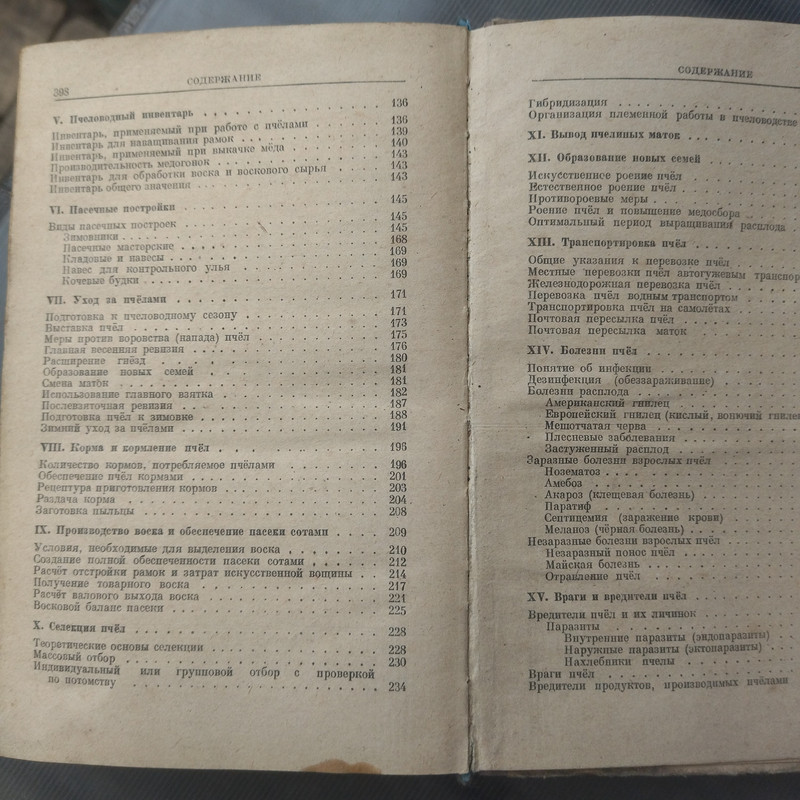 398
СОДЕРЖАНИЕ
V. Пчеловодный инвентарь . . . 136
Инвентарь, применяемый при работе с пчёлами . . . 136
Инвентарь для наващивания рамок . . . 139
Инвентарь, применяемый при выкачке мёда . . . 140
Производительность медогонок . . . 143
Инвентарь для обработки воска и воскового сырья . . . 143
Инвентарь общего значения . . . 143
VI. Пасечные постройки . . . 145
Виды пасечных построек . . . 145
Зимовники . . . 145
Пасечные мастерские . . . 168
Кладовые и навесы . . . 169
Навес для контрольного улья . . . 169
Кочевые будки . . . 169
VII. Уход за пчёлами . . . 171
Подготовка к пчеловодному сезону . . . 171
Выставка пчёл . . . 173
Меры против воровства (напада) пчёл . . . 175
Главная весенняя ревизия . . . 176
Расширение гнёзд . . . 180
Образование новых семей . . . 181
Смена маток . . . 181
Использование главного взятка . . . 182
Послевзяточная ревизия . . . 187
Подготовка пчёл к зимовке . . . 188
Зимний уход за пчёлами . . . 191
VIII. Корма и кормление пчёл . . . 196
Количество кормов, потребляемое пчёлами . . . 196
Обеспечение пчёл кормами . . . 201
Рецептура приготовления кормов . . . 203
Раздача корма . . . 204
Заготовка пыльцы . . . 208
IX. Производство воска и обеспечение пасеки сотами . . . 209
Условия, необходимые для выделения воска . . . 210
Создание полной обеспеченности пасеки сотами . . . 212
Расчёт отстройки рамок и затрат искусственной вощины . . 214
Получение товарного воска . . . 217
Расчёт валового выхода воска . . . 221
Восковой баланс пасеки . . . 225
X. Селекция пчёл . . . 228
Теоретические основы селекции . . . 228
Массовый отбор . . . 230
Индивидуальный или групповой отбор с проверкой
по потомству . . . 234
СОДЕРЖАНИЕ
Гибридизация . . .
Организация племенной работы в пчеловодстве
XI. Вывод пчелиных маток . . .
XII. Образование новых семей . . .
Искусственное роение пчёл . . .
Естественное роение пчёл . . .
Противороевые меры . . .
Роение пчёл и повышение медосбора . . .
Оптимальный период выращивания расплода .
XIII. Транспортировка пчёл . . .
Общие указания к перевозке пчёл . . .
Местные перевозки пчёл автогужевым транспор
Железнодорожная перевозка пчёл . . .
Перевозка пчёл водным транспортом . . .
Транспортировка пчёл на самолётах . . .
Почтовая пересылка пчёл . . .
Почтовая пересылка маток . . .
XIV. Болезни пчёл . . .
Понятие об инфекции . . .
Дезинфекция (обеззараживание) . . .
Болезни расплода . . .
Американский гнилец . . .
Европейский гнилец (кислый, вонючий гнилец
Мешотчатая черва . . .
Плесневые заболевания . . .
Застуженный расплод . . .
Заразные болезни взрослых пчёл . . .
Нозематоз . . .
Амебоз . . .
Акароз (клещевая болезнь) . . .
Паратиф . . .
Септицемия (заражение крови) . . .
Меланоз (чёрная болезнь) . . .
Незаразные болезни взрослых пчёл . . .
Незаразный понос пчёл . . .
Майская болезнь . . .
Отравление пчёл . . .
XV. Враги и вредители пчёл . . .
Вредители пчёл и их личинок . . .
Паразиты . . .
Внутренние паразиты (эндопаразиты) . .
Наружные паразиты (эктопаразиты) . . .
Нахлебники пчелы . . .
Враги пчёл . . .
Вредители продуктов, производимых пчёлами